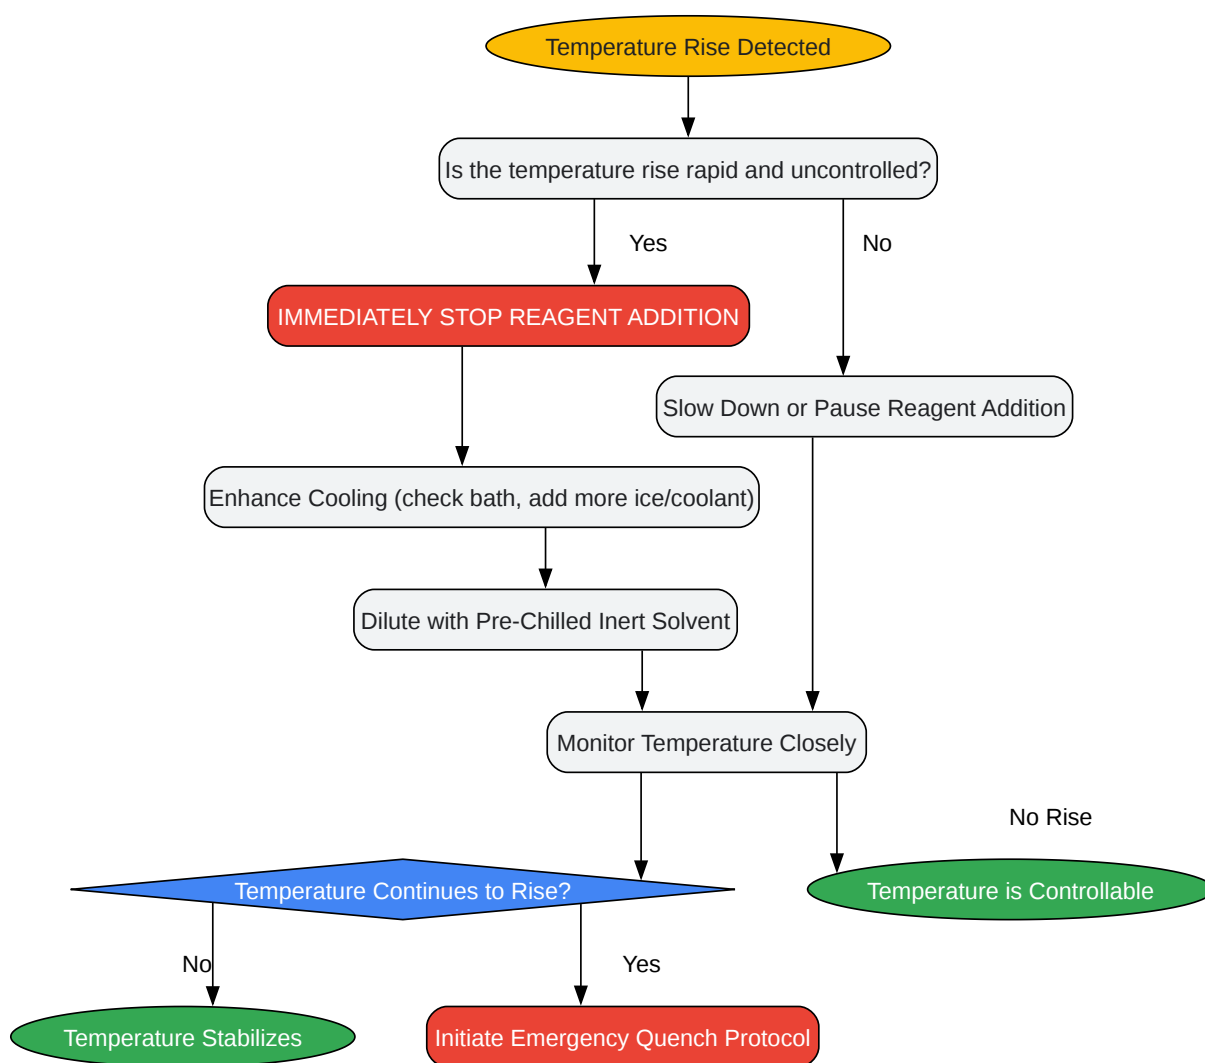 Temperature Rise Detected
Is the temperature rise rapid and uncontrolled?
Yes
No
IMMEDIATELY STOP REAGENT ADDITION
Slow Down or Pause Reagent Addition
Enhance Cooling (check bath, add more ice/coolant)
Dilute with Pre-Chilled Inert Solvent
Monitor Temperature Closely
No Rise
Temperature Continues to Rise?
Temperature is Controllable
No
Yes
Temperature Stabilizes
Initiate Emergency Quench Protocol